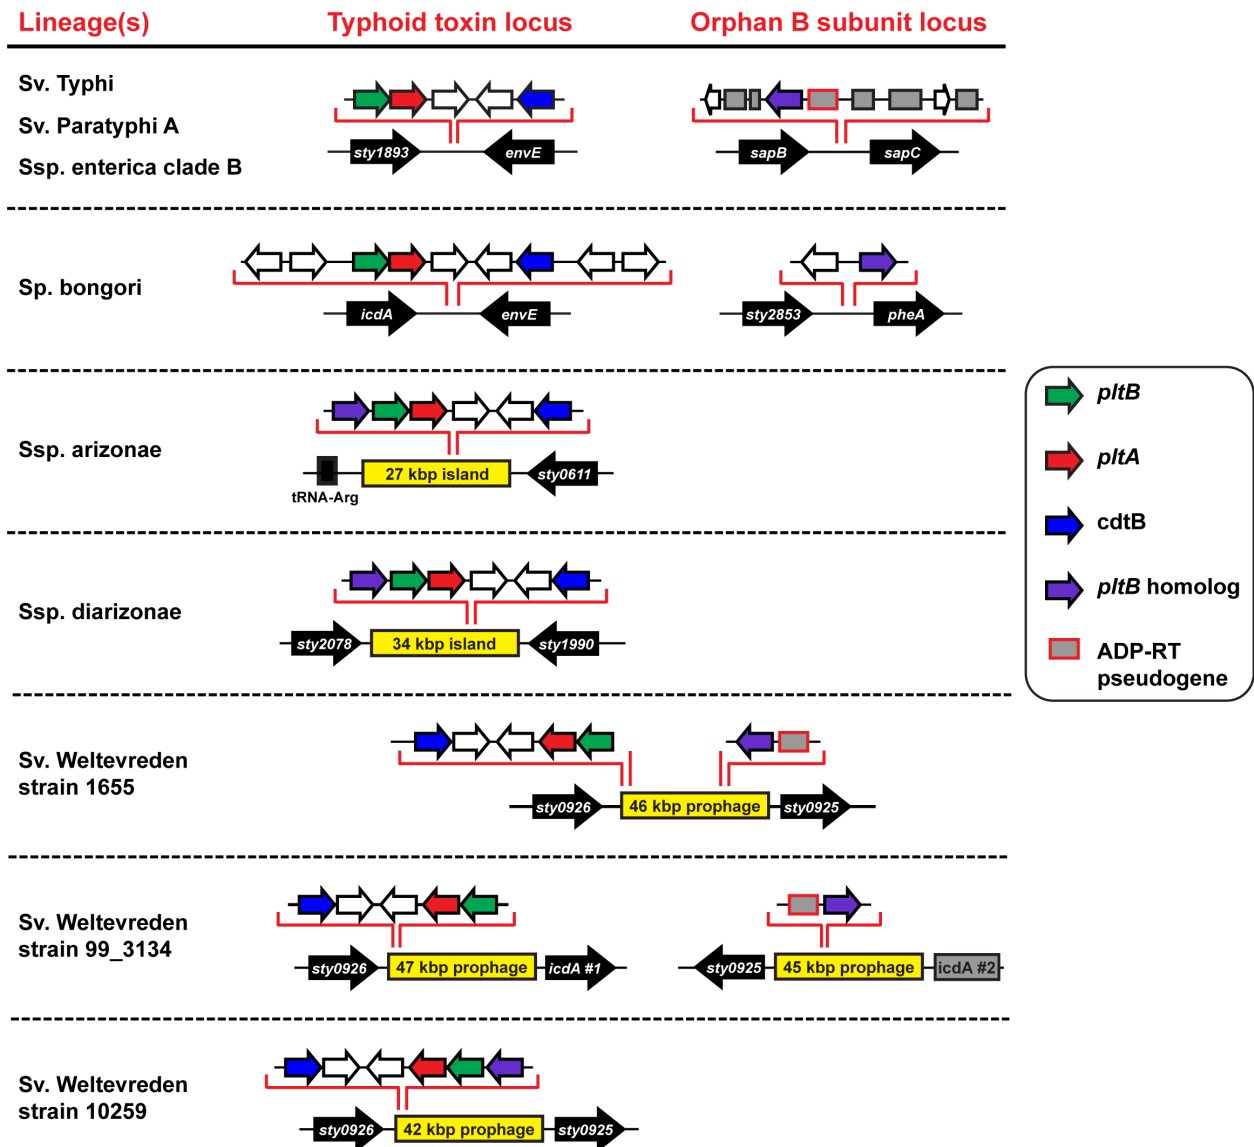 Lineage(s) Typhoid toxin locus Orphan B subunit locus
Sv. Typhi
Sv. Paratyphi A
Ssp. enterica clade B
sty1893 envE sapB sapC
Sp. bongori
icdA envE sty2853 pheA
Ssp. arizonae
27 kbp island sty0611
tRNA-Arg
Ssp. diarizonae
sty2078 34 kbp island sty1990
pltB
pltA
cdtB
pltB homolog
ADP-RT
pseudogene
Sv. Weltevreden
strain 1655
sty0926 46 kbp prophage sty0925
Sv. Weltevreden
strain 99_3134
sty0926 47 kbp prophage icdA #1 sty0925 45 kbp prophage icdA #2
Sv. Weltevreden
strain 10259
sty0926 42 kbp prophage sty0925